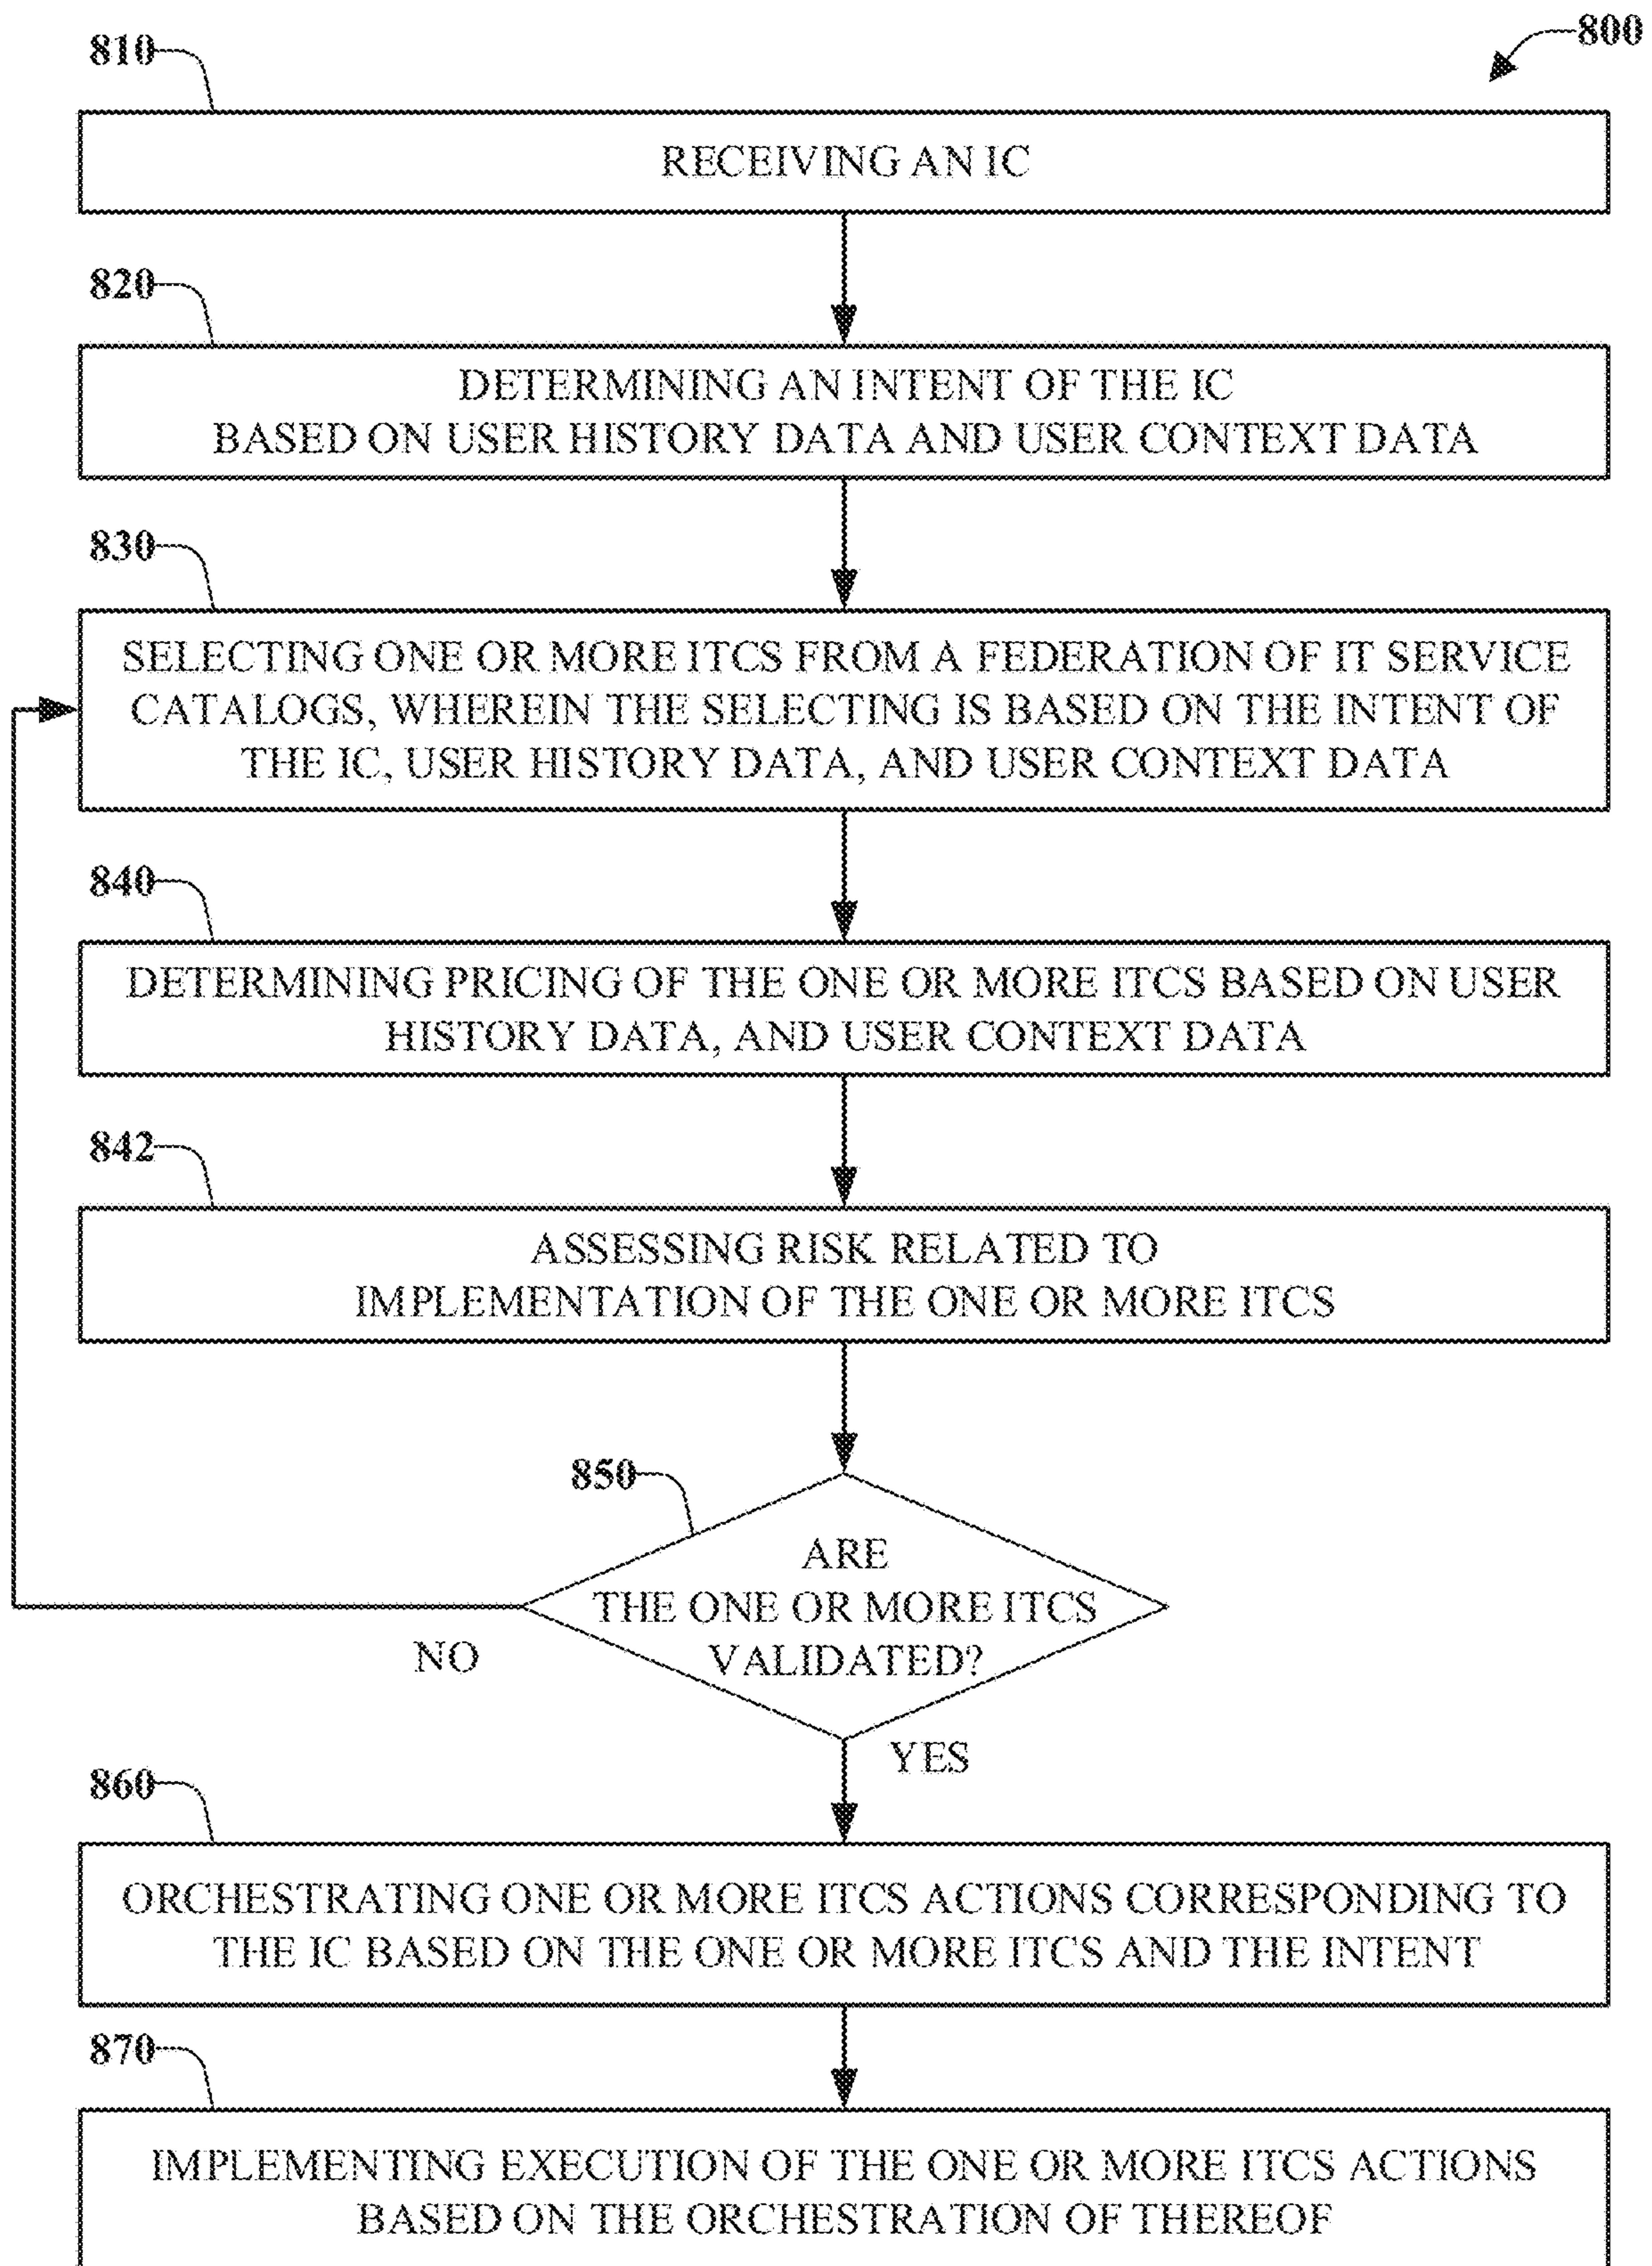 800
810
RECEIVING AN IC
820
DETERMINING AN INTENT OF THE IC
BASED ON USER HISTORY DATA AND USER CONTEXT DATA
830
SELECTING ONE OR MORE ITCS FROM A FEDERATION OF IT SERVICE
CATALOGS, WHEREIN THE SELECTING IS BASED ON THE INTENT OF
THE IC, USER HISTORY DATA, AND USER CONTEXT DATA
840
DETERMINING PRICING OF THE ONE OR MORE ITCS BASED ON USER
HISTORY DATA, AND USER CONTEXT DATA
842
ASSESSING RISK RELATED TO
IMPLEMENTATION OF THE ONE OR MORE ITCS
850
ARE
THE ONE OR MORE ITCS
VALIDATED?
NO
YES
860
ORCHESTRATING ONE OR MORE ITCS ACTIONS CORRESPONDING TO
THE IC BASED ON THE ONE OR MORE ITCS AND THE INTENT
870
IMPLEMENTING EXECUTION OF THE ONE OR MORE ITCS ACTIONS
BASED ON THE ORCHESTRATION OF THEREOF